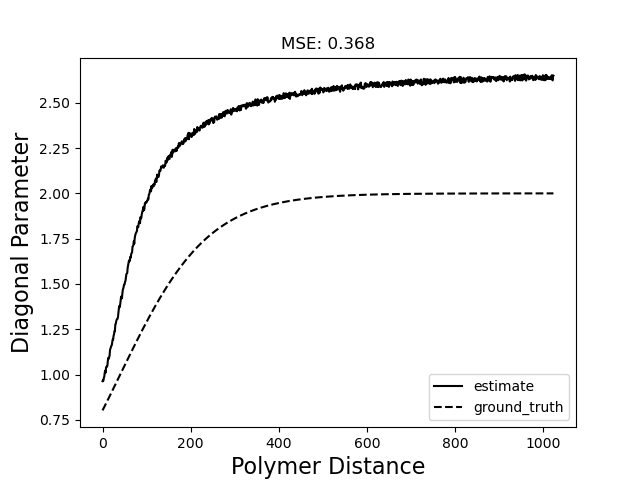 MSE: 0.368
Diagonal Parameter
2.50
2.25
2.00
1.75
1.50
1.25
1.00
0.75
estimate
ground_truth
0 200 400 600 800 1000
Polymer Distance